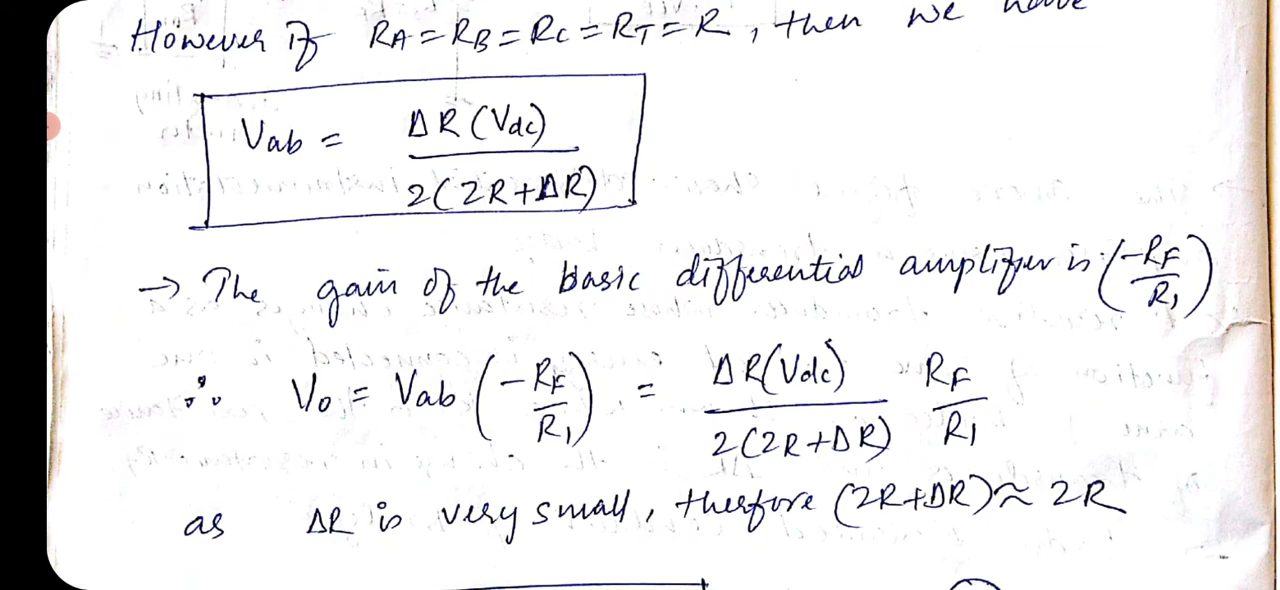 However if RA = RB = RC = RT = R, then we have
Vab = ΔR (Vdc) / 2(2R+ΔR)
→ The gain of the basic differential amplifier is (-RF/R1)
∴ Vo = Vab (-RF/R1) = ΔR(Vdc) / 2(2R+ΔR) RF/R1
as ΔR is very small, therfore (2R+ΔR) ≈ 2R